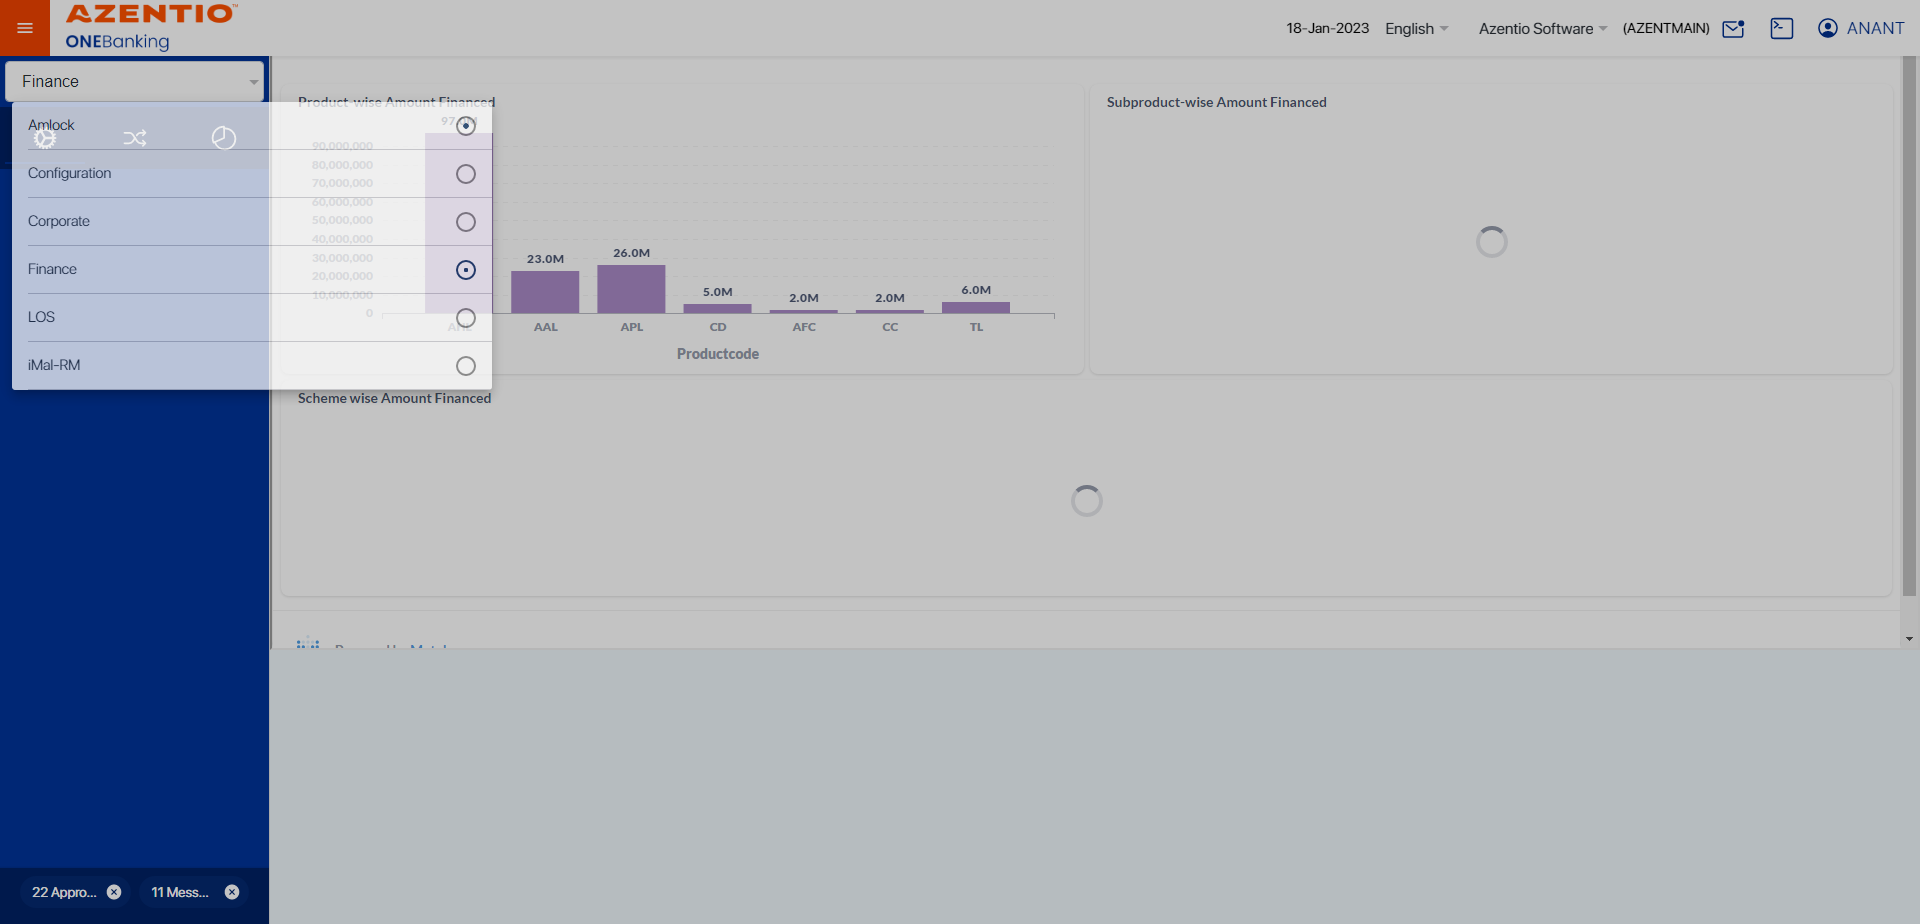 AZENTIO™
ONEBanking
18-Jan-2023 English Azentio Software (AZENTMAIN) ANANT
Finance
Amlock
Configuration
Corporate
Finance
LOS
iMal-RM
Product-wise Amount Financed
90,000,000
80,000,000
70,000,000
60,000,000
50,000,000
40,000,000
30,000,000
20,000,000
10,000,000
0
23.0M
26.0M
5.0M
2.0M
2.0M
6.0M
AAL APL CD AFC CC TL
Productcode
Subproduct-wise Amount Financed
Scheme wise Amount Financed
22 Appro...
11 Mess...